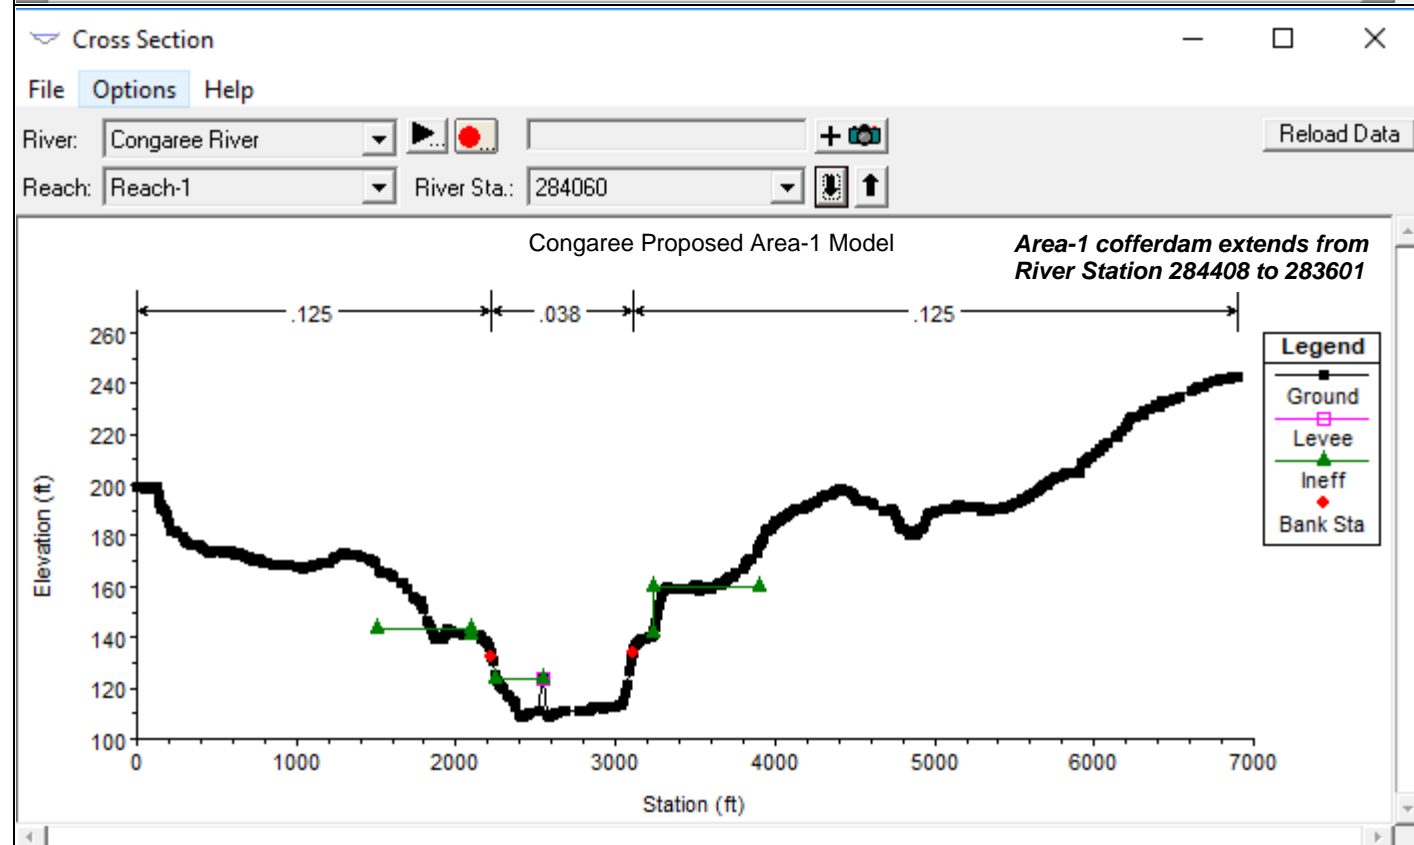 Cross Section
File Options Help
River: Congaree River
Reload Data
Reach: Reach-1 River Sta.: 284060
Congaree Proposed Area-1 Model
Area-1 cofferdam extends from
River Station 284408 to 283601
.125 .038 .125
260
240
220
200
180
160
140
120
100
Elevation (ft)
0 1000 2000 3000 4000 5000 6000 7000
Station (ft)
Legend
Ground
Levee
Ineff
Bank Sta